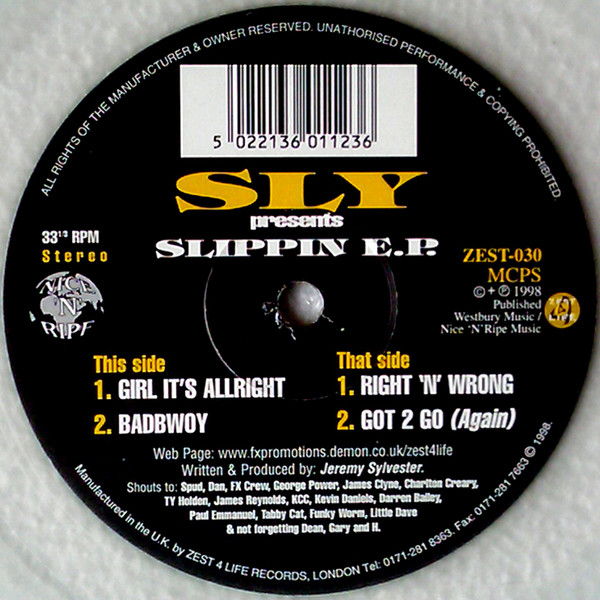 ALL RIGHTS OF THE MANUFACTURER & OWNER RESERVED. UNATHORISED PERFORMANCE & COPYING PROHIBITED.
5 022136 011236
SLY
presents
SLIPPIN E.P.
33¹³ RPM
Stereo
NICE
'N'
RIPE
ZEST-030
MCPS
© + ℗ 1998
Published
Westbury Music /
Nice 'N'Ripe Music
ZEST
4
LIFE
This side
1. GIRL IT'S ALLRIGHT
2. BADBWOY
That side
1. RIGHT 'N' WRONG
2. GOT 2 GO (Again)
Web Page: www.fxpromotions.demon.co.uk/zest4life
Written & Produced by: Jeremy Sylvester.
Shouts to: Spud, Dan, FX Crew, George Power, James Clyne, Charlton Creary,
TY Holden, James Reynolds, KCC, Kevin Daniels, Darren Bailey,
Paul Emmanuel, Tabby Cat, Funky Worm, Little Dave
& not forgetting Dean, Gary and H.
Manufactured in the U.K. by ZEST 4 LIFE RECORDS, LONDON Tel: 0171-281 8363. Fax: 0171-281 7663 © 1998.